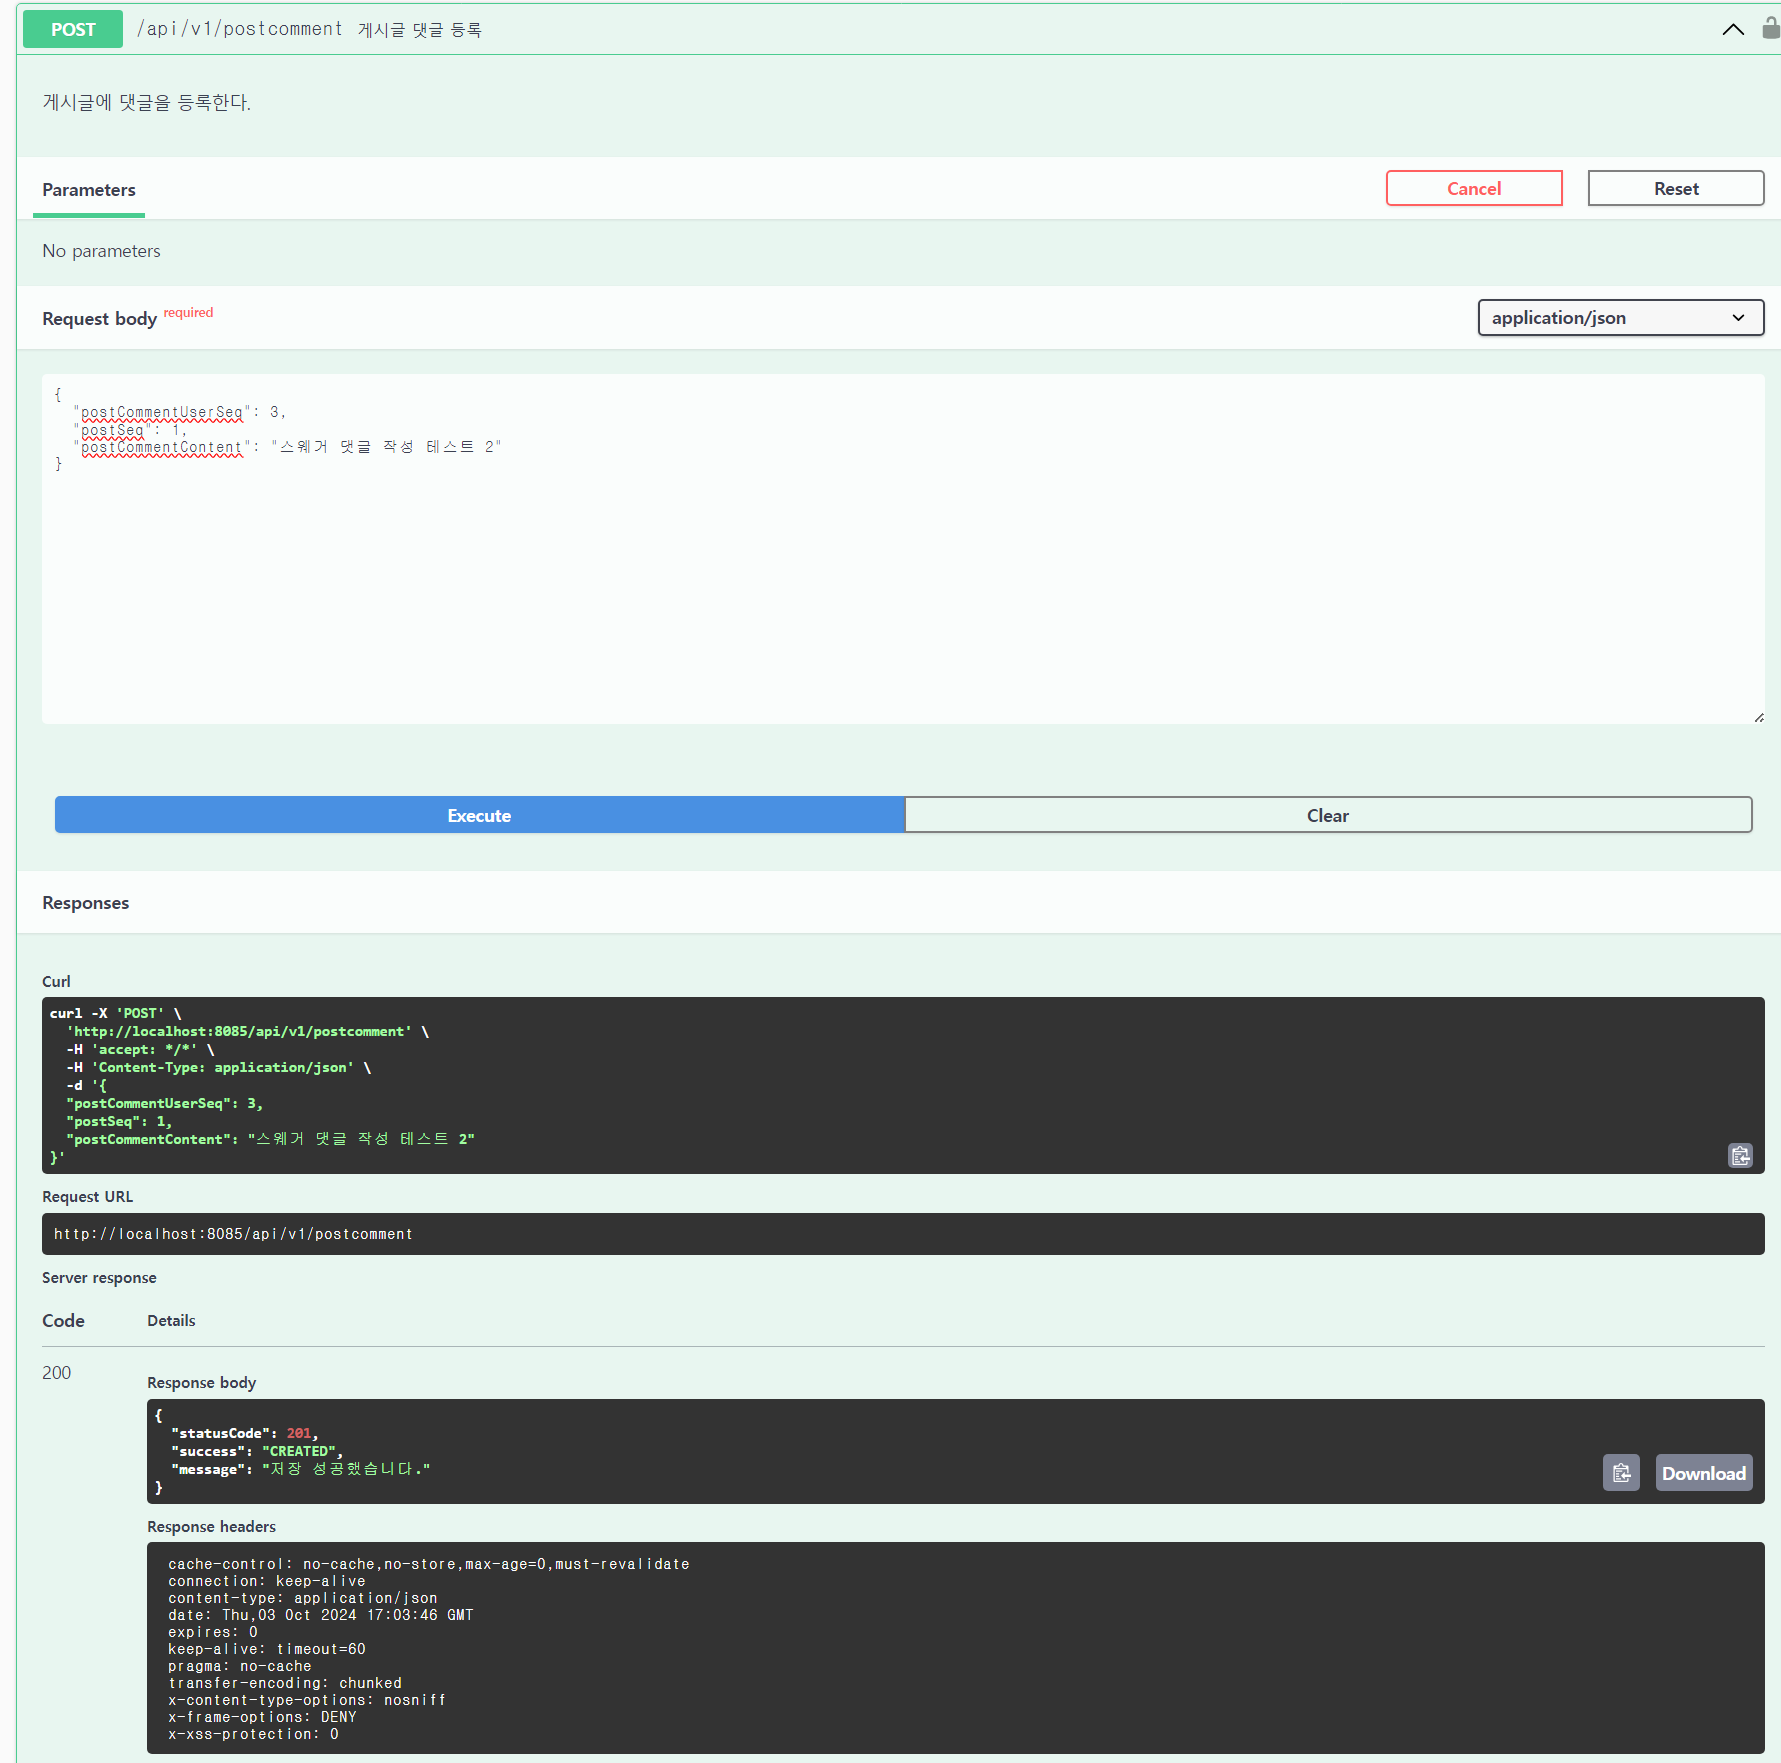 POST /api/v1/postcomment 게시글 댓글 등록
게시글에 댓글을 등록한다.
Parameters
Cancel
Reset
No parameters
Request body required
application/json
{
  "postCommentUserSeq": 3,
  "postSeq": 1,
  "postCommentContent": "스웨거 댓글 작성 테스트 2"
}
Execute
Clear
Responses
Curl
curl -X 'POST' \
  'http://localhost:8085/api/v1/postcomment' \
  -H 'accept: */*' \
  -H 'Content-Type: application/json' \
  -d '{
  "postCommentUserSeq": 3,
  "postSeq": 1,
  "postCommentContent": "스웨거 댓글 작성 테스트 2"
}'
Request URL
http://localhost:8085/api/v1/postcomment
Server response
Code Details
200
Response body
{
  "statusCode": 201,
  "success": "CREATED",
  "message": "저장 성공했습니다."
}
Download
Response headers
cache-control: no-cache,no-store,max-age=0,must-revalidate
connection: keep-alive
content-type: application/json
date: Thu,03 Oct 2024 17:03:46 GMT
expires: 0
keep-alive: timeout=60
pragma: no-cache
transfer-encoding: chunked
x-content-type-options: nosniff
x-frame-options: DENY
x-xss-protection: 0